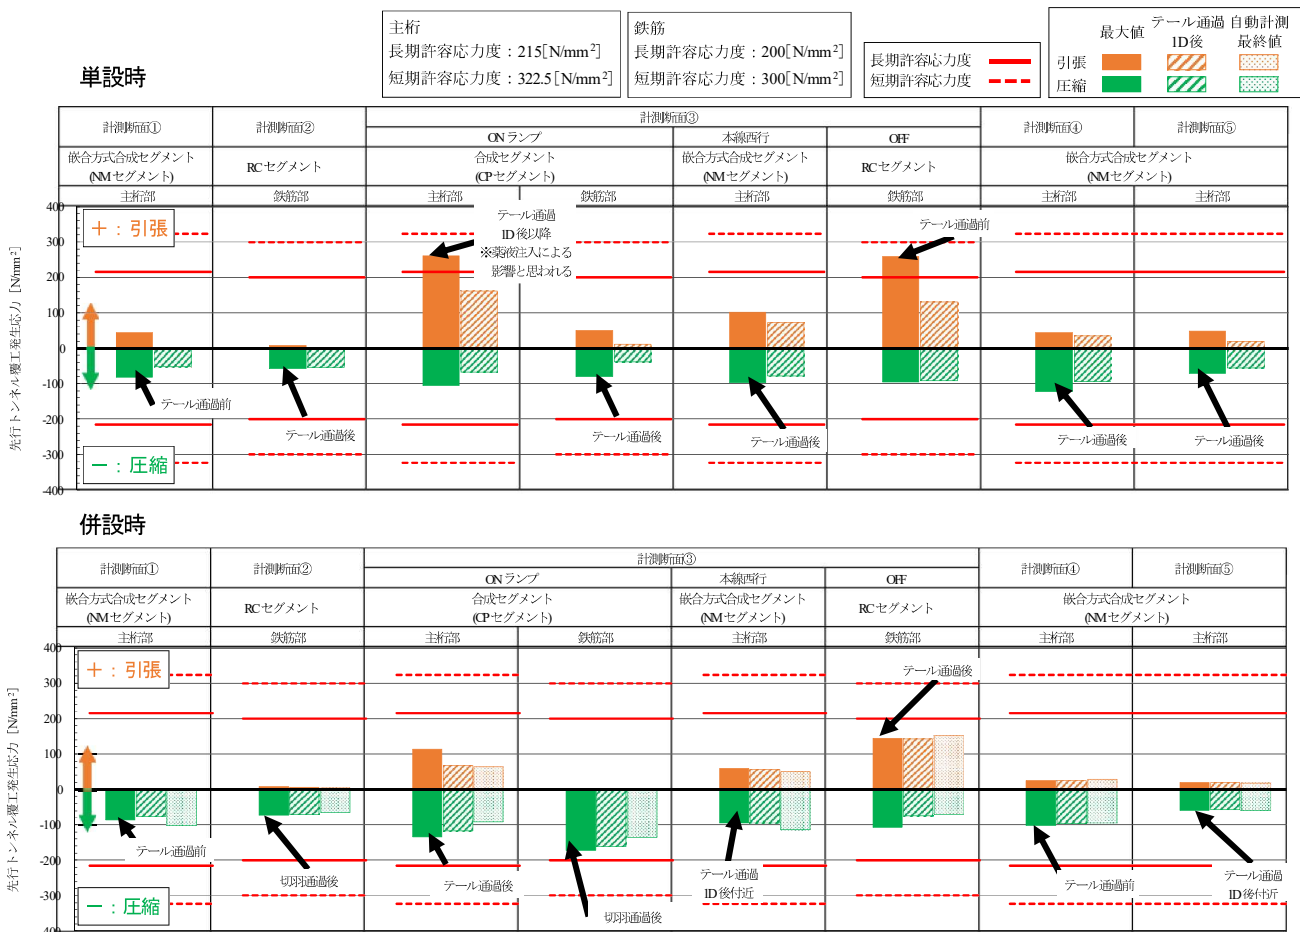 主桁
長期許容応力度：215[N/mm²]
短期許容応力度：322.5[N/mm²]
鉄筋
長期許容応力度：200[N/mm²]
短期許容応力度：300[N/mm²]
長期許容応力度
短期許容応力度
最大値 テール通過 自動計測
1D後 最終値
引張
圧縮
単設時
計測断面① 計測断面② 計測断面③ 計測断面④ 計測断面⑤
ONランプ 本線西行 OFF
嵌合方式合成セグメント RCセグメント 合成セグメント 嵌合方式合成セグメント RCセグメント 嵌合方式合成セグメント
(NMセグメント) (CPセグメント) (NMセグメント) (NMセグメント)
主桁部 鉄筋部 主桁部 鉄筋部 主桁部 鉄筋部 主桁部 主桁部
先行トンネル覆工発生応力 [N/mm²]
400
300
200
100
0
-100
-200
-300
-400
＋：引張
－：圧縮
テール通過
1D後以降
※薬液注入による
影響と思われる
テール通過前
テール通過前
テール通過後
テール通過後
テール通過後
テール通過後
テール通過後
併設時
計測断面① 計測断面② 計測断面③ 計測断面④ 計測断面⑤
ONランプ 本線西行 OFF
嵌合方式合成セグメント RCセグメント 合成セグメント 嵌合方式合成セグメント RCセグメント 嵌合方式合成セグメント
(NMセグメント) (CPセグメント) (NMセグメント) (NMセグメント)
主桁部 鉄筋部 主桁部 鉄筋部 主桁部 鉄筋部 主桁部 主桁部
先行トンネル覆工発生応力 [N/mm²]
400
300
200
100
0
-100
-200
-300
-400
＋：引張
－：圧縮
テール通過後
テール通過前
切羽通過後
テール通過後
切羽通過後
テール通過
1D後付近
テール通過前
テール通過
1D後付近